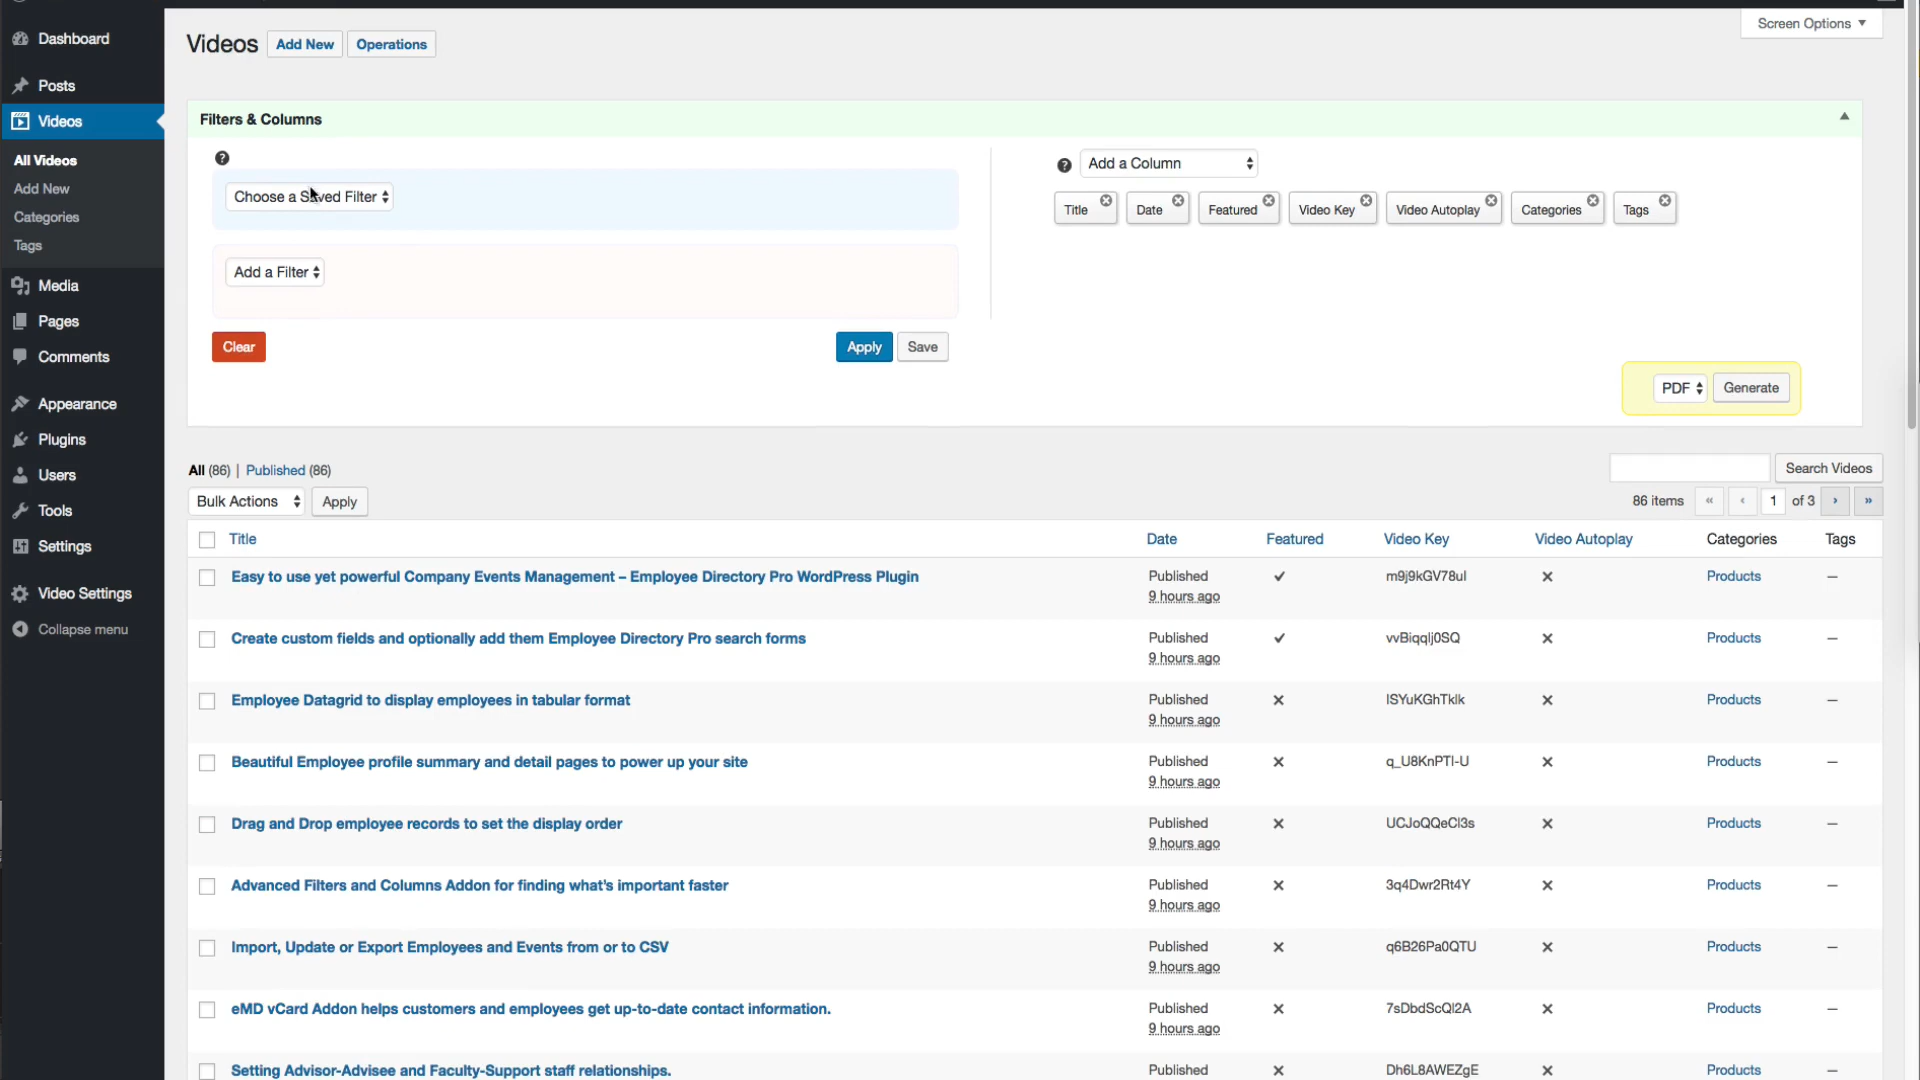 Dashboard
Posts
Videos
All Videos
Add New
Categories
Tags
Media
Pages
Comments
Appearance
Plugins
Users
Tools
Settings
Video Settings
Collapse menu
Videos Add New Operations
Screen Options
Filters & Columns
Choose a Saved Filter
Add a Filter
Clear
Apply Save
Add a Column
Title Date Featured Video Key Video Autoplay Categories Tags
PDF Generate
All (86) | Published (86)
Search Videos
Bulk Actions Apply
86 items « ‹ 1 of 3 › »
Title Date Featured Video Key Video Autoplay Categories Tags
Easy to use yet powerful Company Events Management – Employee Directory Pro WordPress Plugin Published m9j9kGV78uI Products —
9 hours ago
Create custom fields and optionally add them Employee Directory Pro search forms Published vvBiqqlj0SQ Products —
9 hours ago
Employee Datagrid to display employees in tabular format Published ISYuKGhTklk Products —
9 hours ago
Beautiful Employee profile summary and detail pages to power up your site Published q_U8KnPTI-U Products —
9 hours ago
Drag and Drop employee records to set the display order Published UCJoQQeCl3s Products —
9 hours ago
Advanced Filters and Columns Addon for finding what's important faster Published 3q4Dwr2Rt4Y Products —
9 hours ago
Import, Update or Export Employees and Events from or to CSV Published q6B26Pa0QTU Products —
9 hours ago
eMD vCard Addon helps customers and employees get up-to-date contact information. Published 7sDbdScQl2A Products —
9 hours ago
Setting Advisor-Advisee and Faculty-Support staff relationships. Published Dh6L8AWEZgE Products —